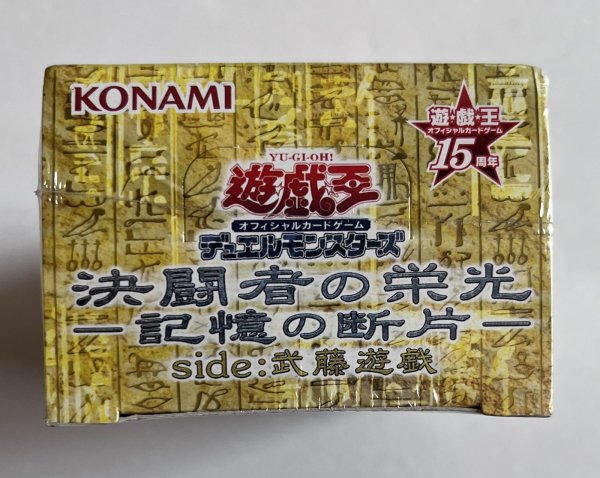 KONAMI
遊戯王
オフィシャルカードゲーム
15周年
YU-GI-OH!
遊戯王
オフィシャルカードゲーム
デュエルモンスターズ
決闘者の栄光
―記憶の断片―
side:武藤遊戯